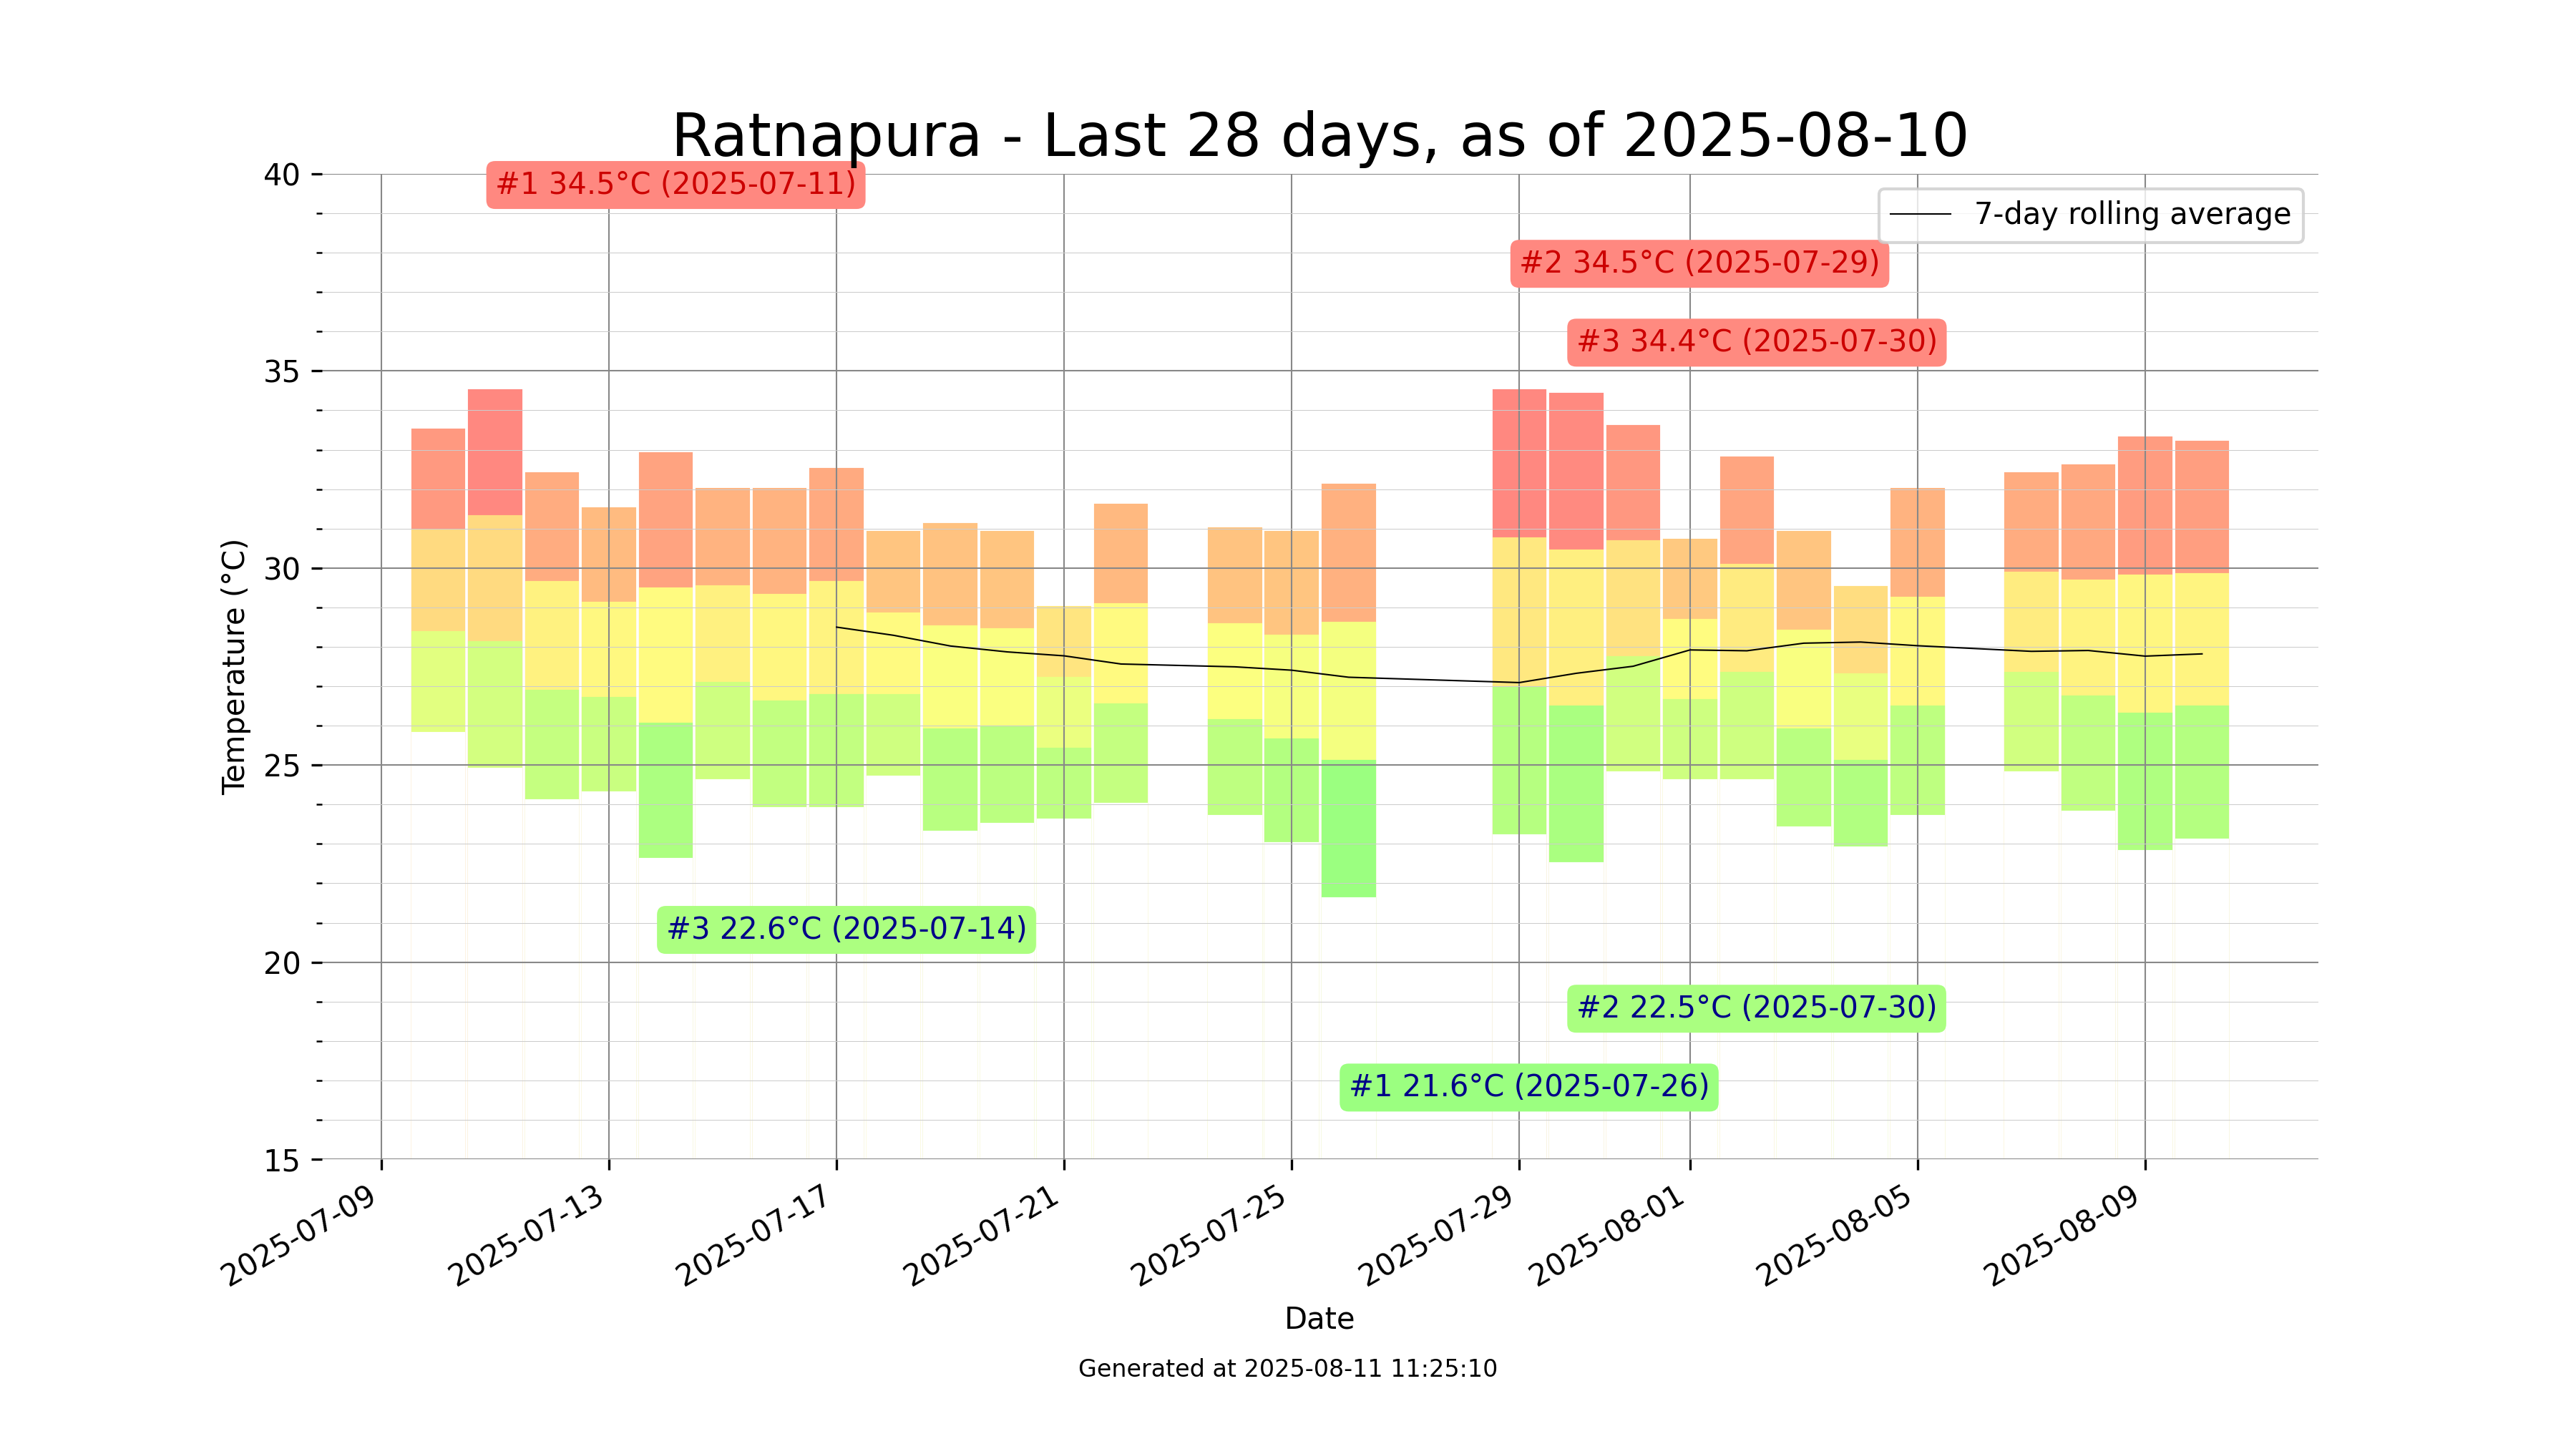 Ratnapura - Last 28 days, as of 2025-08-10
40
#1 34.5°C (2025-07-11)
7-day rolling average
#2 34.5°C (2025-07-29)
#3 34.4°C (2025-07-30)
35
30
Temperature (°C)
25
#3 22.6°C (2025-07-14)
20
#2 22.5°C (2025-07-30)
#1 21.6°C (2025-07-26)
15
2025-07-09
2025-07-13
2025-07-17
2025-07-21
2025-07-25
2025-07-29
2025-08-01
2025-08-05
2025-08-09
Date
Generated at 2025-08-11 11:25:10